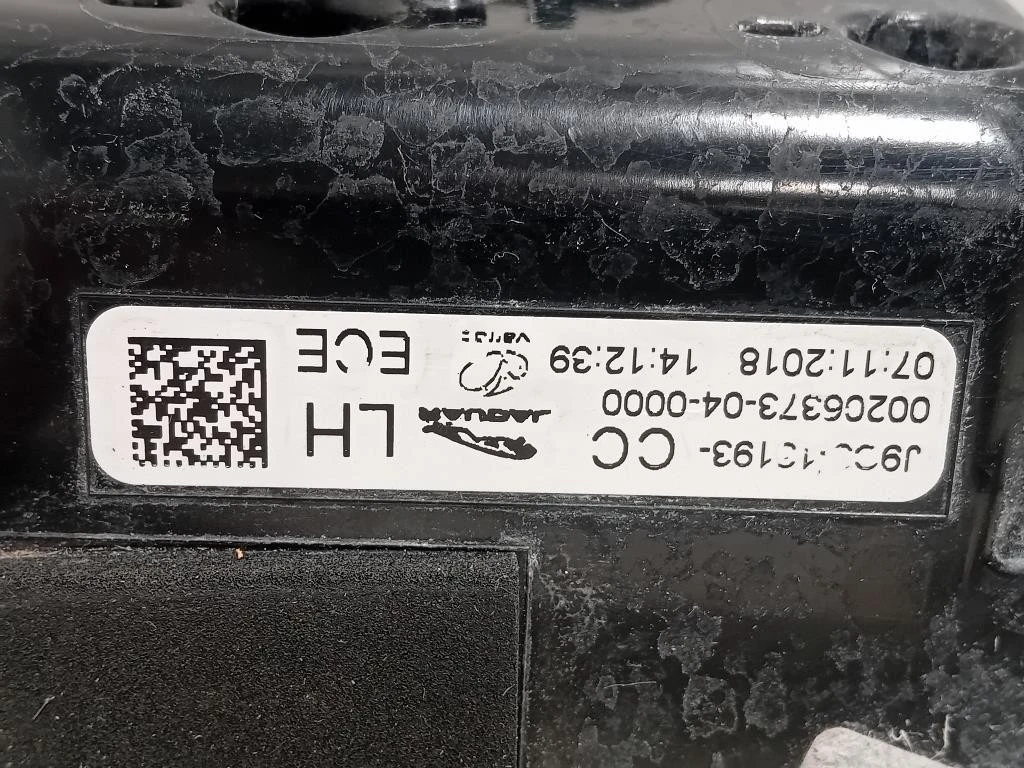 CC LH
00206373-04-0000 JAGUAR
07:11:2018 14:12:39 ECE